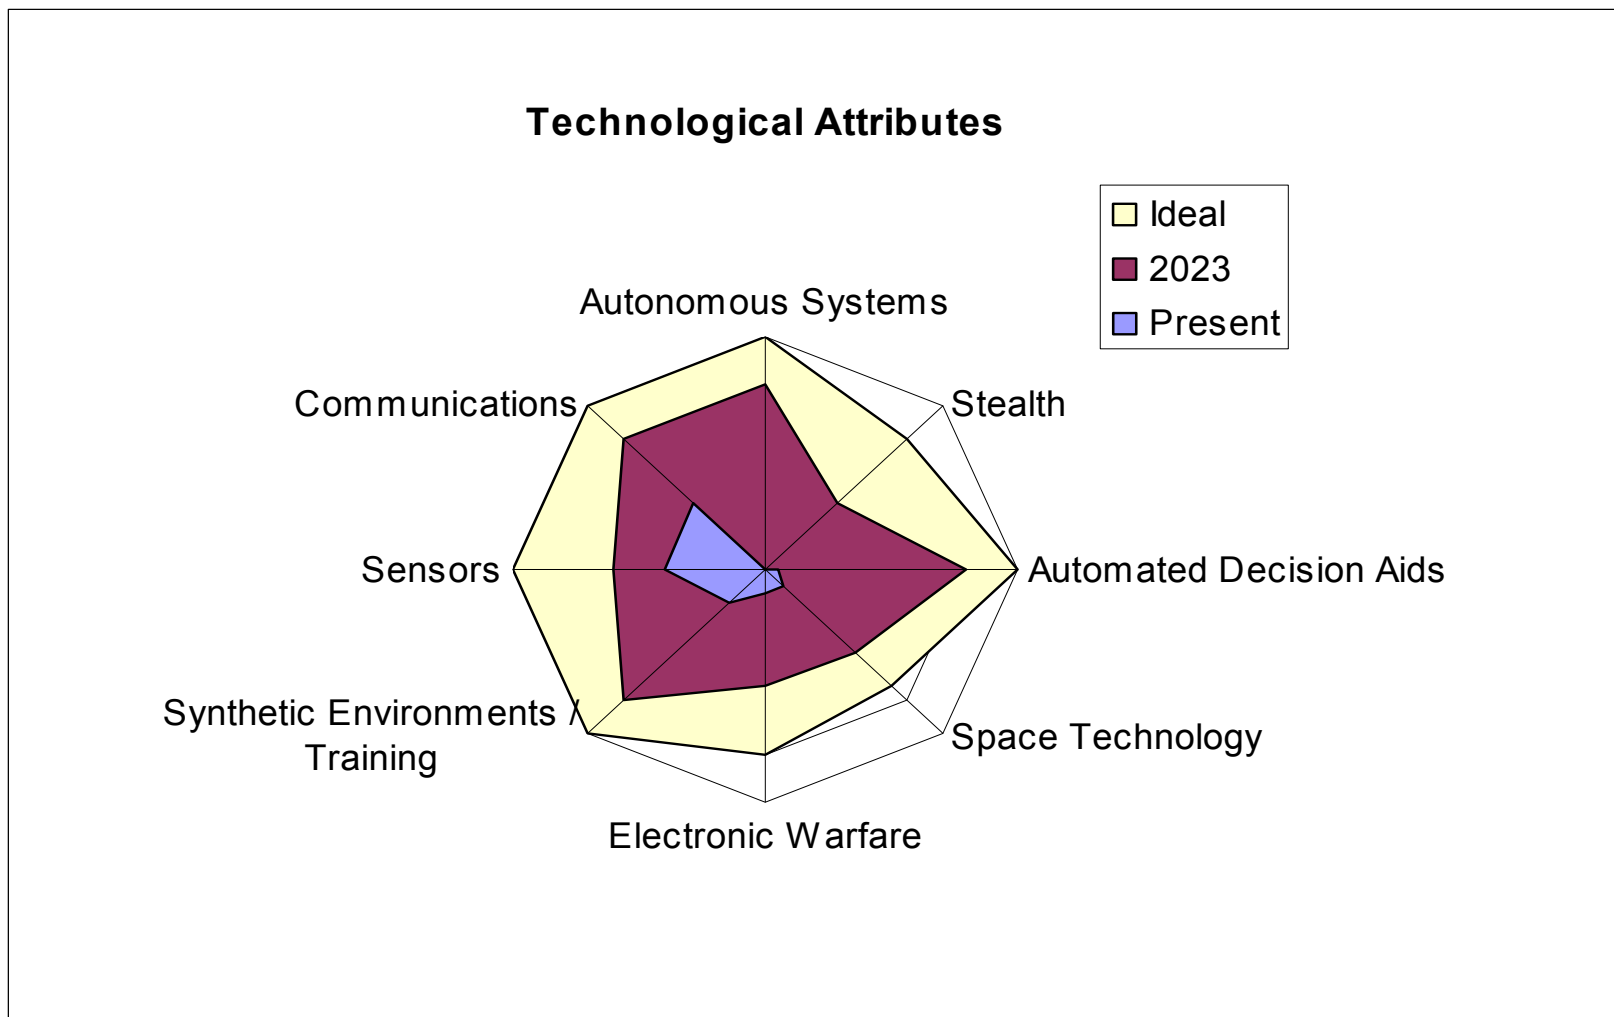 Technological Attributes
Ideal
2023
Present
Autonomous Systems
Communications
Stealth
Sensors
Automated Decision Aids
Synthetic Environments /
Training
Space Technology
Electronic Warfare